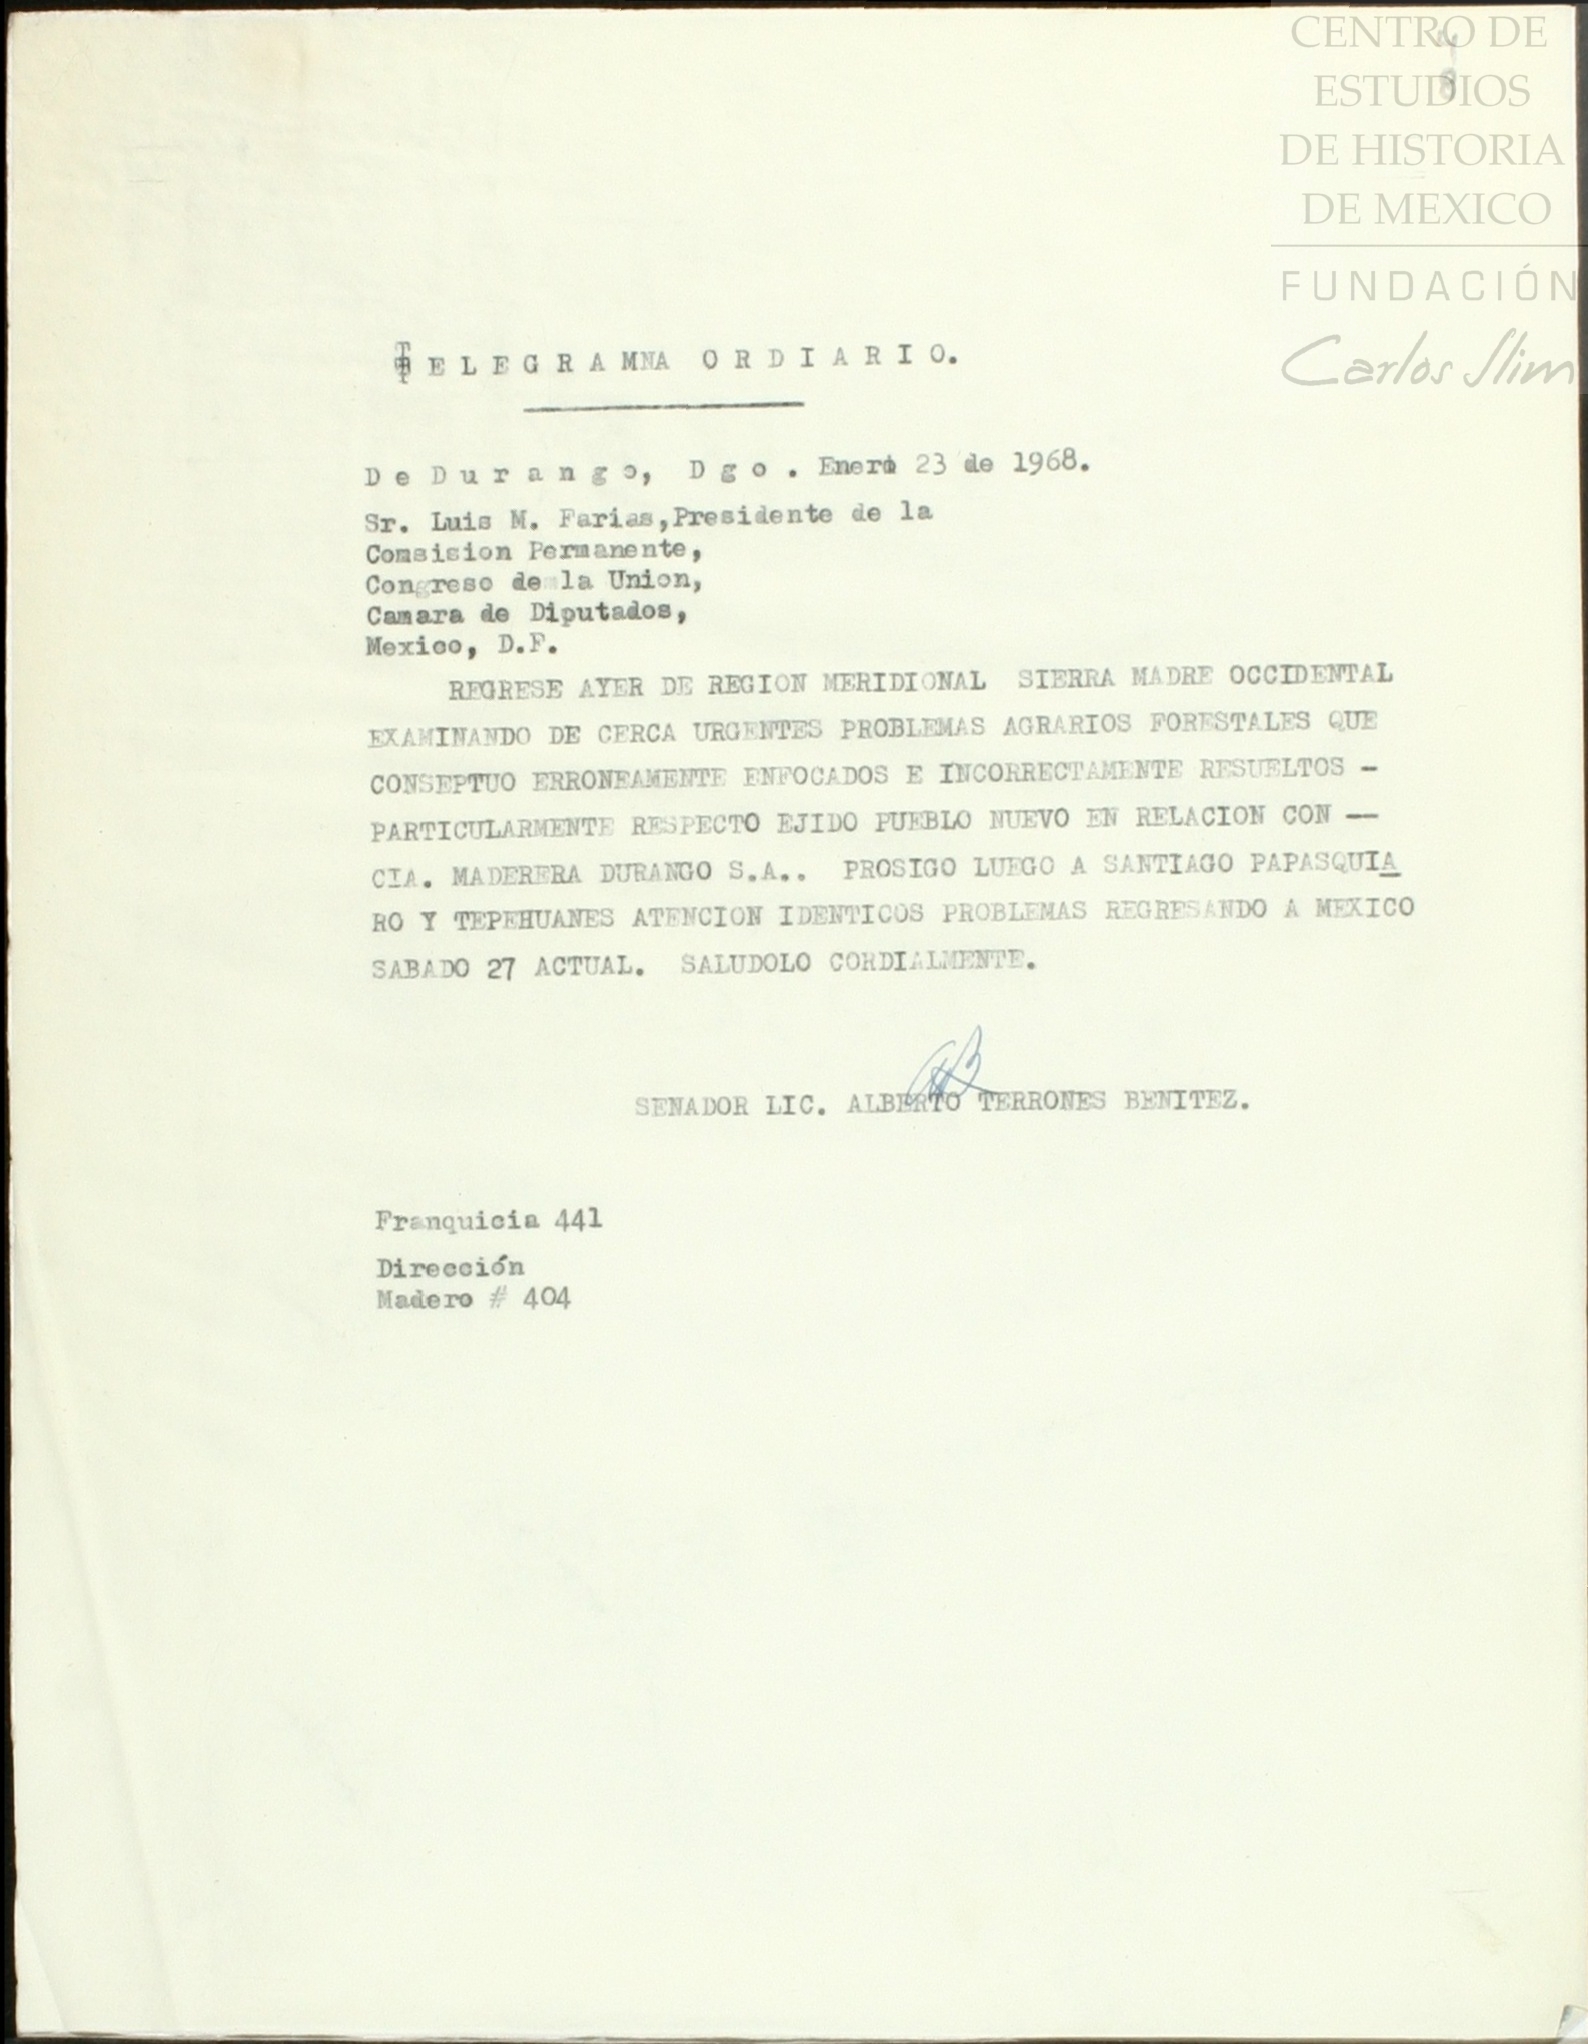 CENTRO DE
ESTUDIOS
DE HISTORIA
DE MEXICO
FUNDACIÓN
Carlos Slim
TELEGRAMNA ORDIARIO.
De Durango, Dgo. Enero 23 de 1968.
Sr. Luis M. Farias,Presidente de la
Comsision Permanente,
Congreso de la Union,
Camara de Diputados,
Mexico, D.F.
REGRESE AYER DE REGION MERIDIONAL SIERRA MADRE OCCIDENTAL
EXAMINANDO DE CERCA URGENTES PROBLEMAS AGRARIOS FORESTALES QUE
CONSEPTUO ERRONEAMENTE ENFOCADOS E INCORRECTAMENTE RESUELTOS -
PARTICULARMENTE RESPECTO EJIDO PUEBLO NUEVO EN RELACION CON --
CIA. MADERERA DURANGO S.A.. PROSIGO LUEGO A SANTIAGO PAPASQUIA
RO Y TEPEHUANES ATENCION IDENTICOS PROBLEMAS REGRESANDO A MEXICO
SABADO 27 ACTUAL. SALUDOLO CORDIALMENTE.
SENADOR LIC. ALBERTO TERRONES BENITEZ.
Franquicia 441
Dirección
Madero # 404